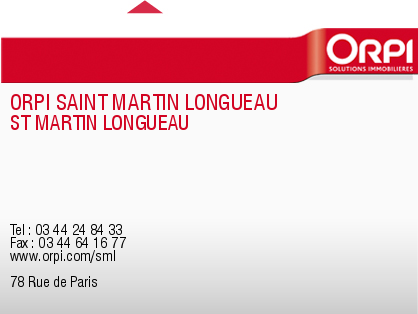 ORPI
SOLUTIONS IMMOBILIÈRES
ORPI SAINT MARTIN LONGUEAU
ST MARTIN LONGUEAU
Tel : 03 44 24 84 33
Fax : 03 44 64 16 77
www.orpi.com/sml
78 Rue de Paris